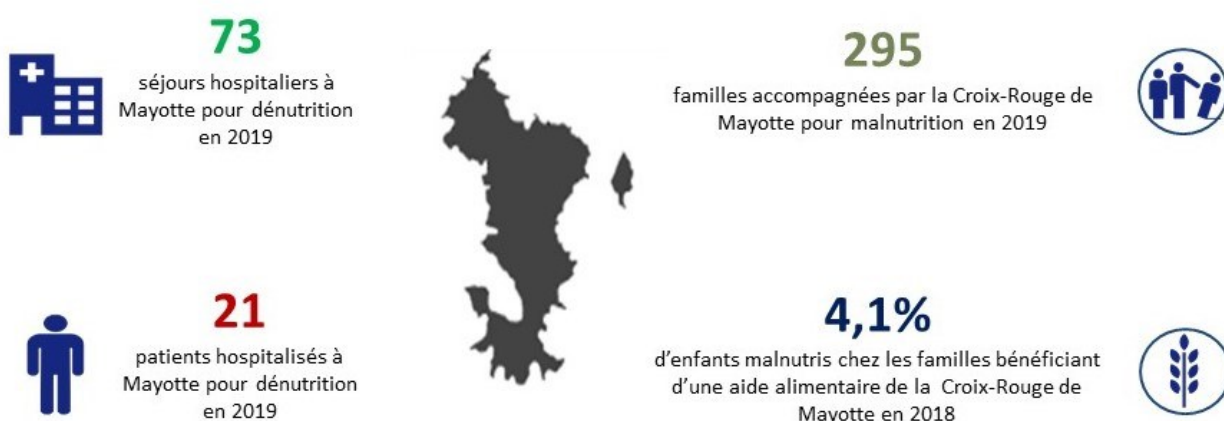 73
séjours hospitaliers à
Mayotte pour dénutrition
en 2019
295
familles accompagnées par la Croix-Rouge de
Mayotte pour malnutrition en 2019
21
patients hospitalisés à
Mayotte pour dénutrition
en 2019
4,1%
d'enfants malnutris chez les familles bénéficiant
d'une aide alimentaire de la Croix-Rouge de
Mayotte en 2018